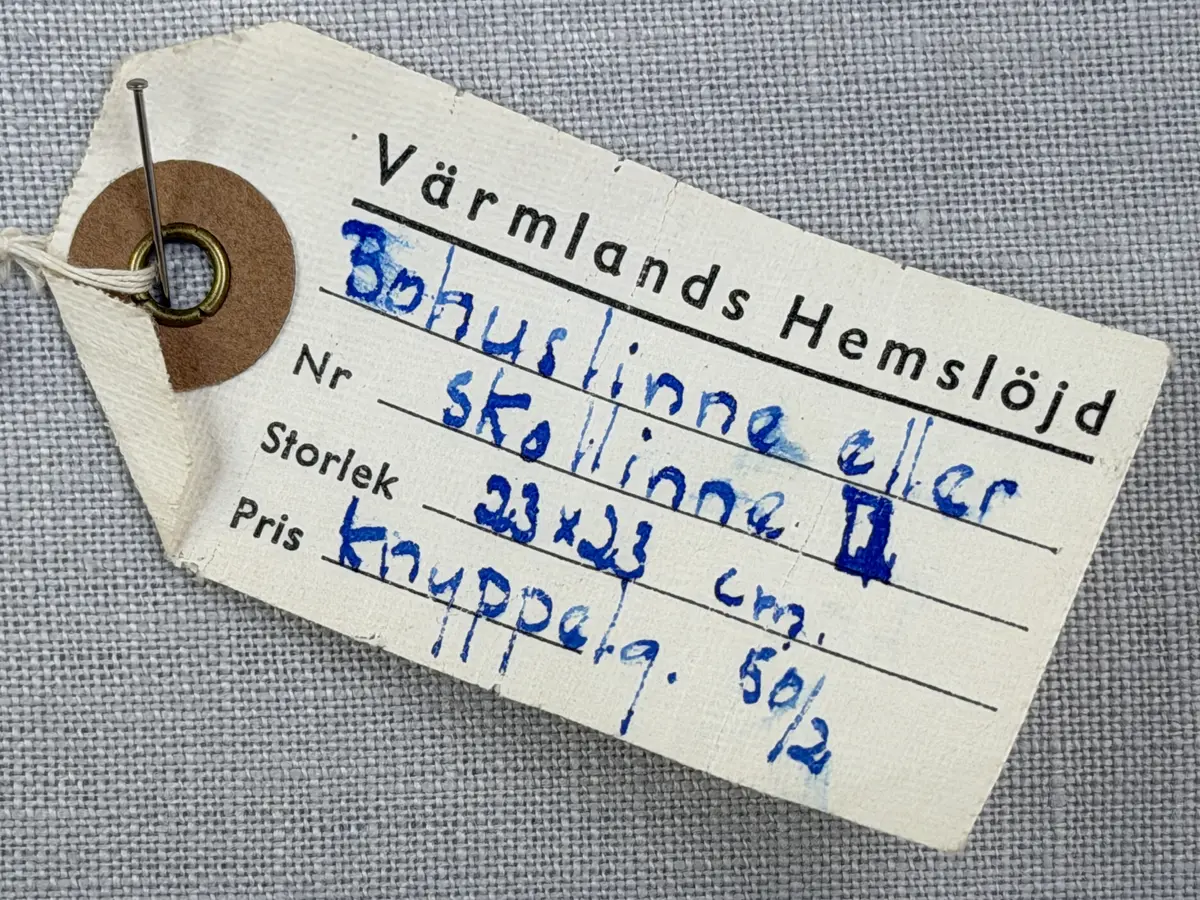 Värmlands Hemslöjd
Bohuslinne eller
Nr skollinne II
Storlek 23x23 cm.
Pris knyppelg. 50/2